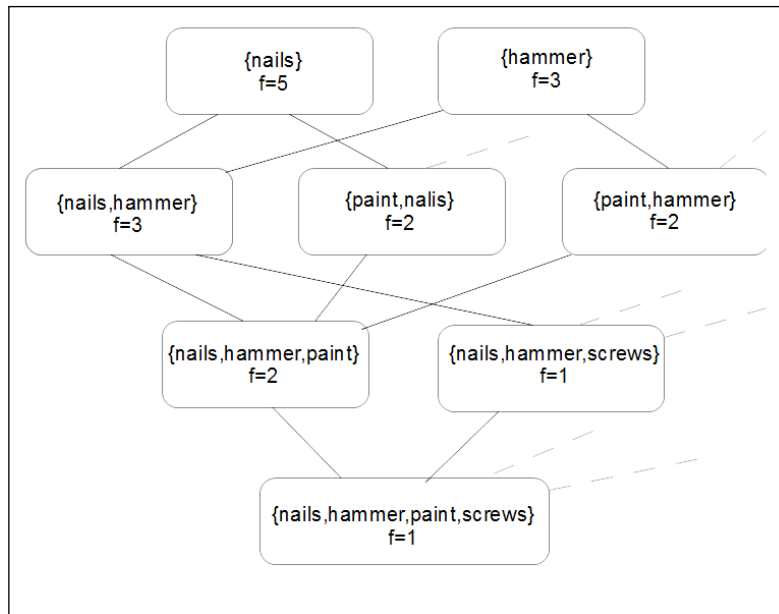 {nails}
f=5
{hammer}
f=3
{nails,hammer}
f=3
{paint,nalis}
f=2
{paint,hammer}
f=2
{nails,hammer,paint}
f=2
{nails,hammer,screws}
f=1
{nails,hammer,paint,screws}
f=1